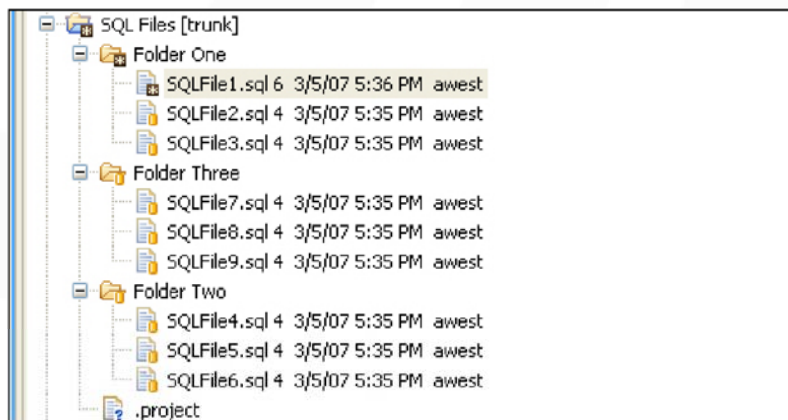 SQL Files [trunk]
Folder One
SQLFile1.sql 6 3/5/07 5:36 PM awest
SQLFile2.sql 4 3/5/07 5:35 PM awest
SQLFile3.sql 4 3/5/07 5:35 PM awest
Folder Three
SQLFile7.sql 4 3/5/07 5:35 PM awest
SQLFile8.sql 4 3/5/07 5:35 PM awest
SQLFile9.sql 4 3/5/07 5:35 PM awest
Folder Two
SQLFile4.sql 4 3/5/07 5:35 PM awest
SQLFile5.sql 4 3/5/07 5:35 PM awest
SQLFile6.sql 4 3/5/07 5:35 PM awest
.project